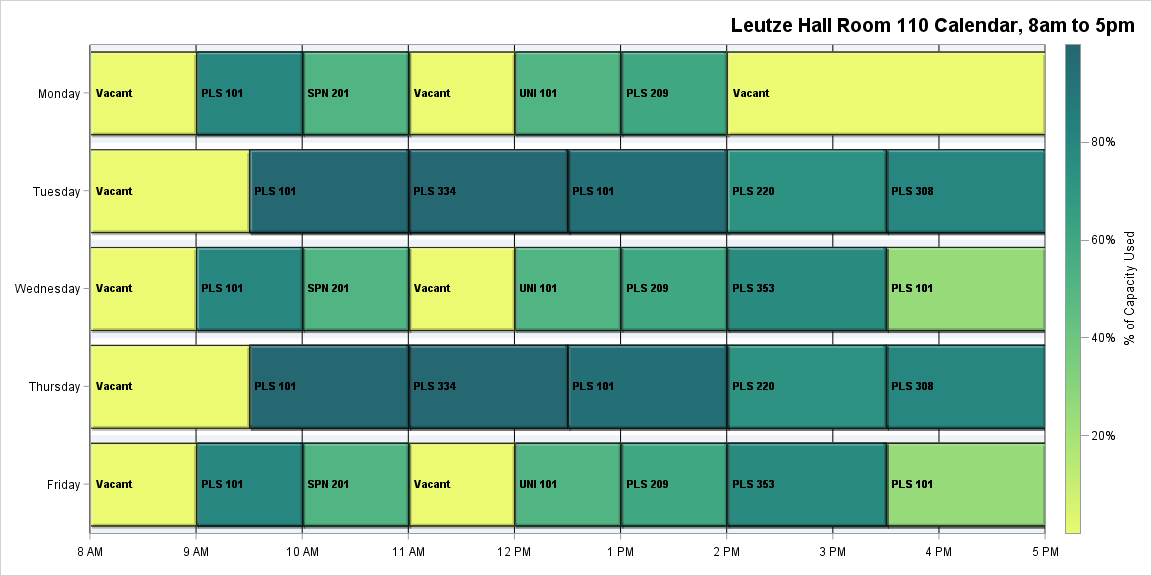 Leutze Hall Room 110 Calendar, 8am to 5pm
Monday
Vacant
PLS 101
SPN 201
Vacant
UNI 101
PLS 209
Vacant
Tuesday
Vacant
PLS 101
PLS 334
PLS 101
PLS 220
PLS 308
Wednesday
Vacant
PLS 101
SPN 201
Vacant
UNI 101
PLS 209
PLS 353
PLS 101
Thursday
Vacant
PLS 101
PLS 334
PLS 101
PLS 220
PLS 308
Friday
Vacant
PLS 101
SPN 201
Vacant
UNI 101
PLS 209
PLS 353
PLS 101
8 AM
9 AM
10 AM
11 AM
12 PM
1 PM
2 PM
3 PM
4 PM
5 PM
80%
60%
40%
20%
% of Capacity Used